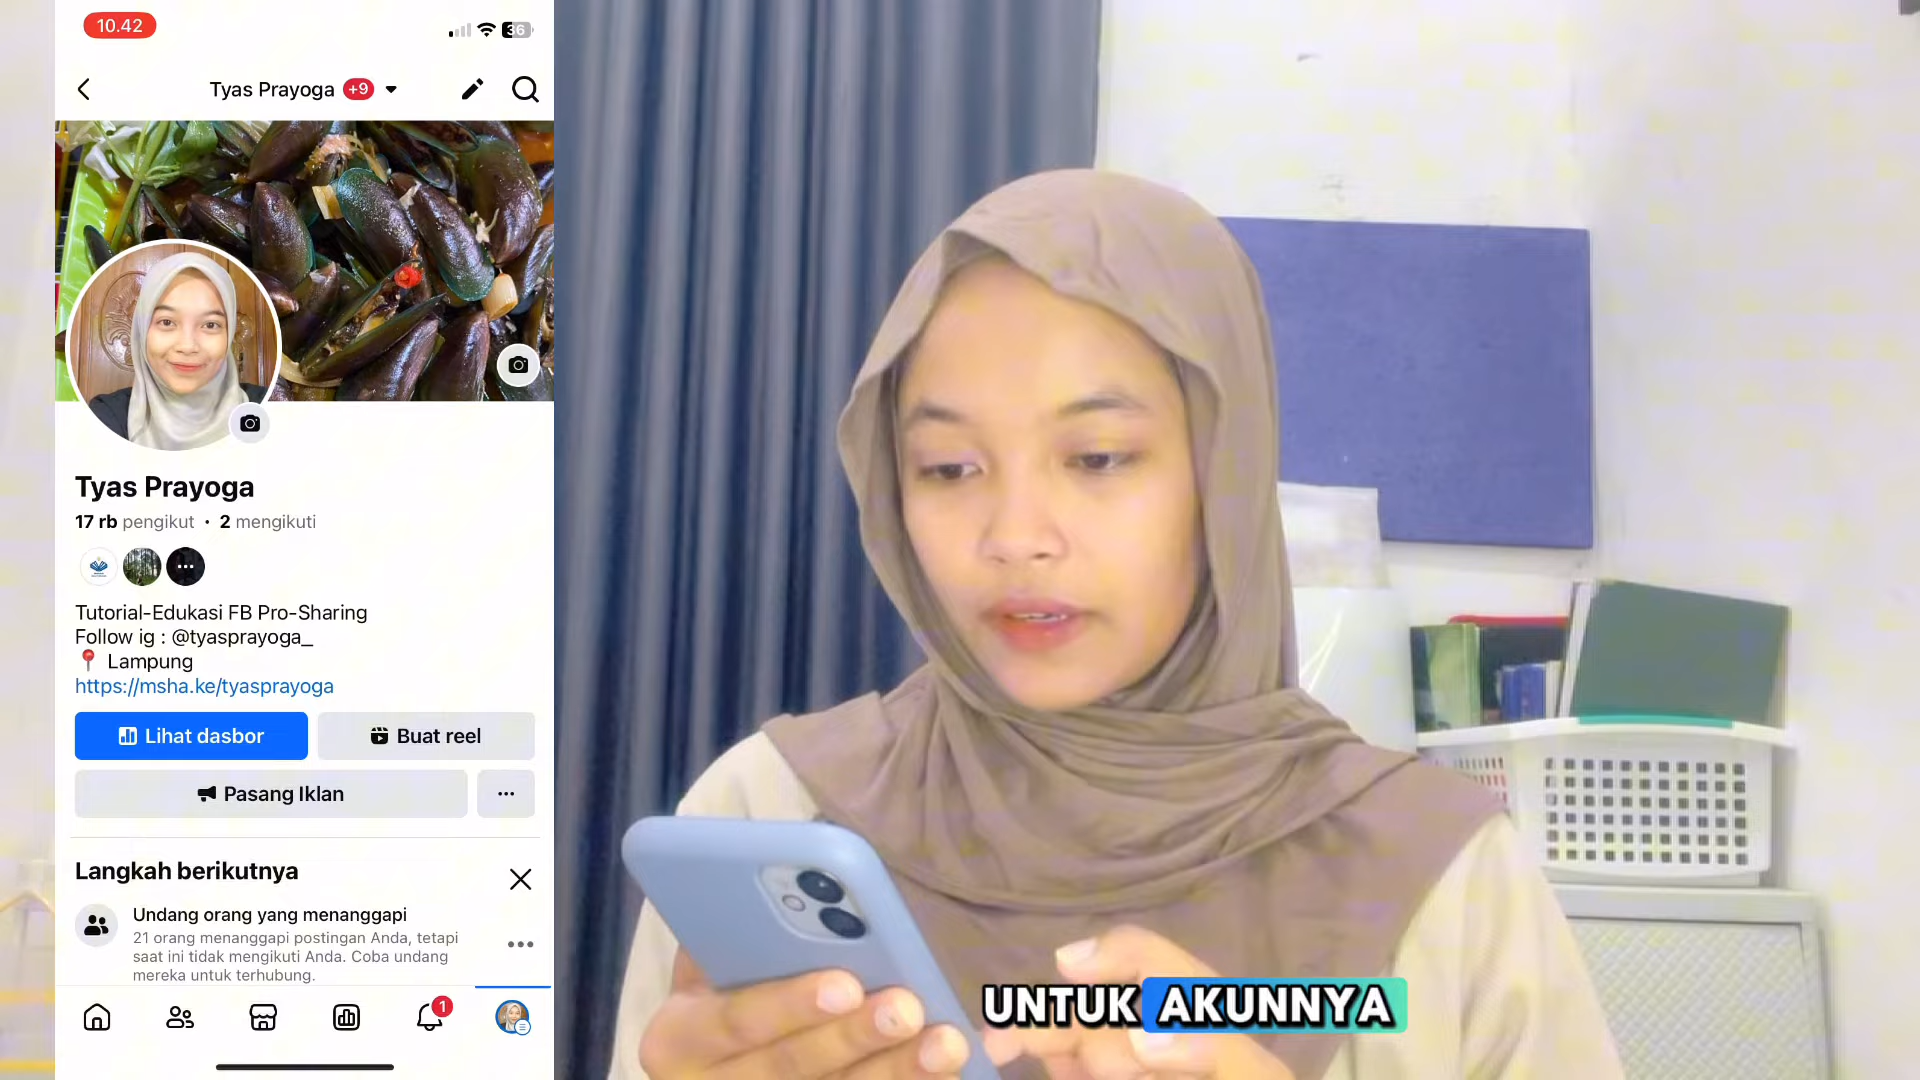 10.42
36
Tyas Prayoga +9
Tyas Prayoga
17 rb pengikut • 2 mengikuti
Tutorial-Edukasi FB Pro-Sharing
Follow ig : @tyasprayoga_
📍 Lampung
https://msha.ke/tyasprayoga
Lihat dasbor
Buat reel
Pasang Iklan
Langkah berikutnya
Undang orang yang menanggapi
21 orang menanggapi postingan Anda, tetapi
saat ini tidak mengikuti Anda. Coba undang
mereka untuk terhubung.
1
UNTUK AKUNNYA